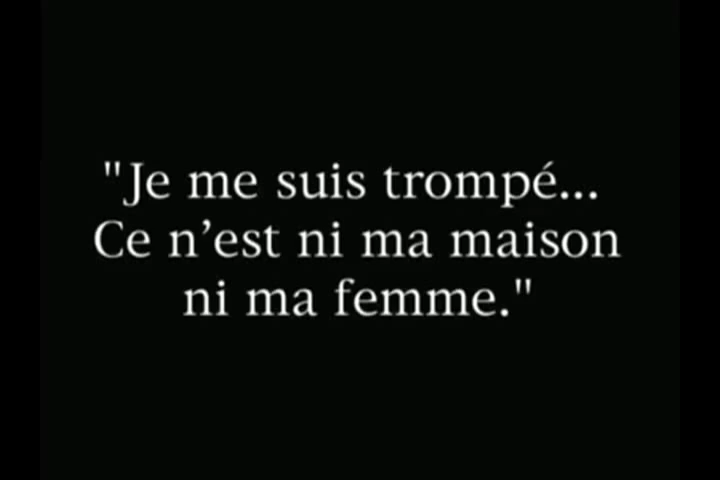 "Je me suis trompé...
Ce n’est ni ma maison
ni ma femme."